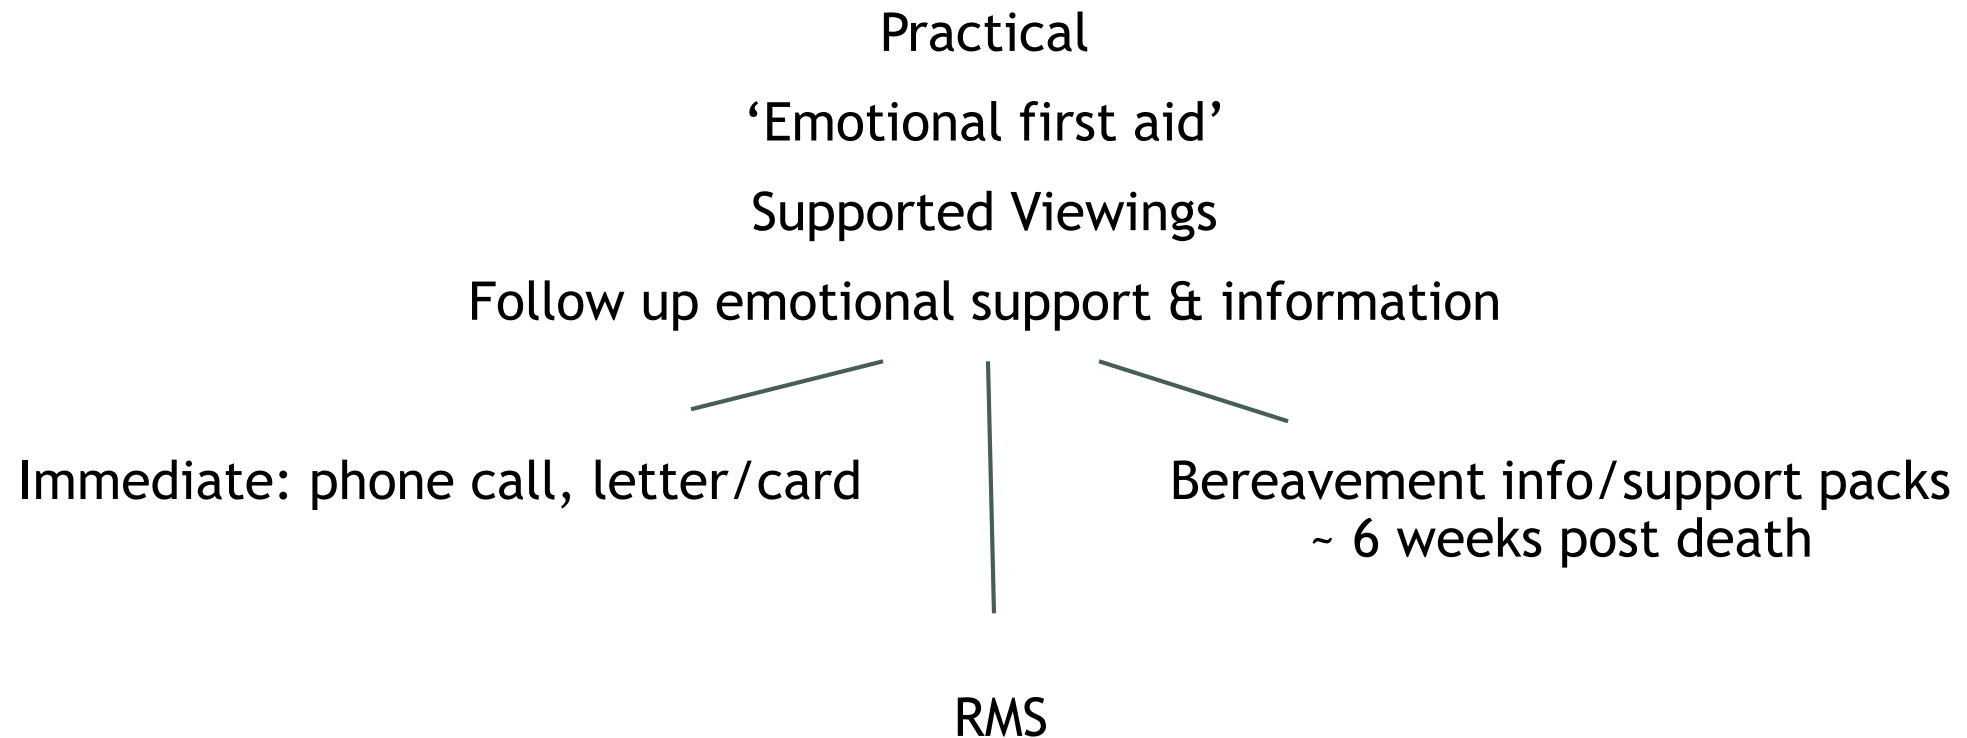 Practical
‘Emotional first aid’
Supported Viewings
Follow up emotional support & information
Immediate: phone call, letter/card
Bereavement info/support packs
~ 6 weeks post death
RMS